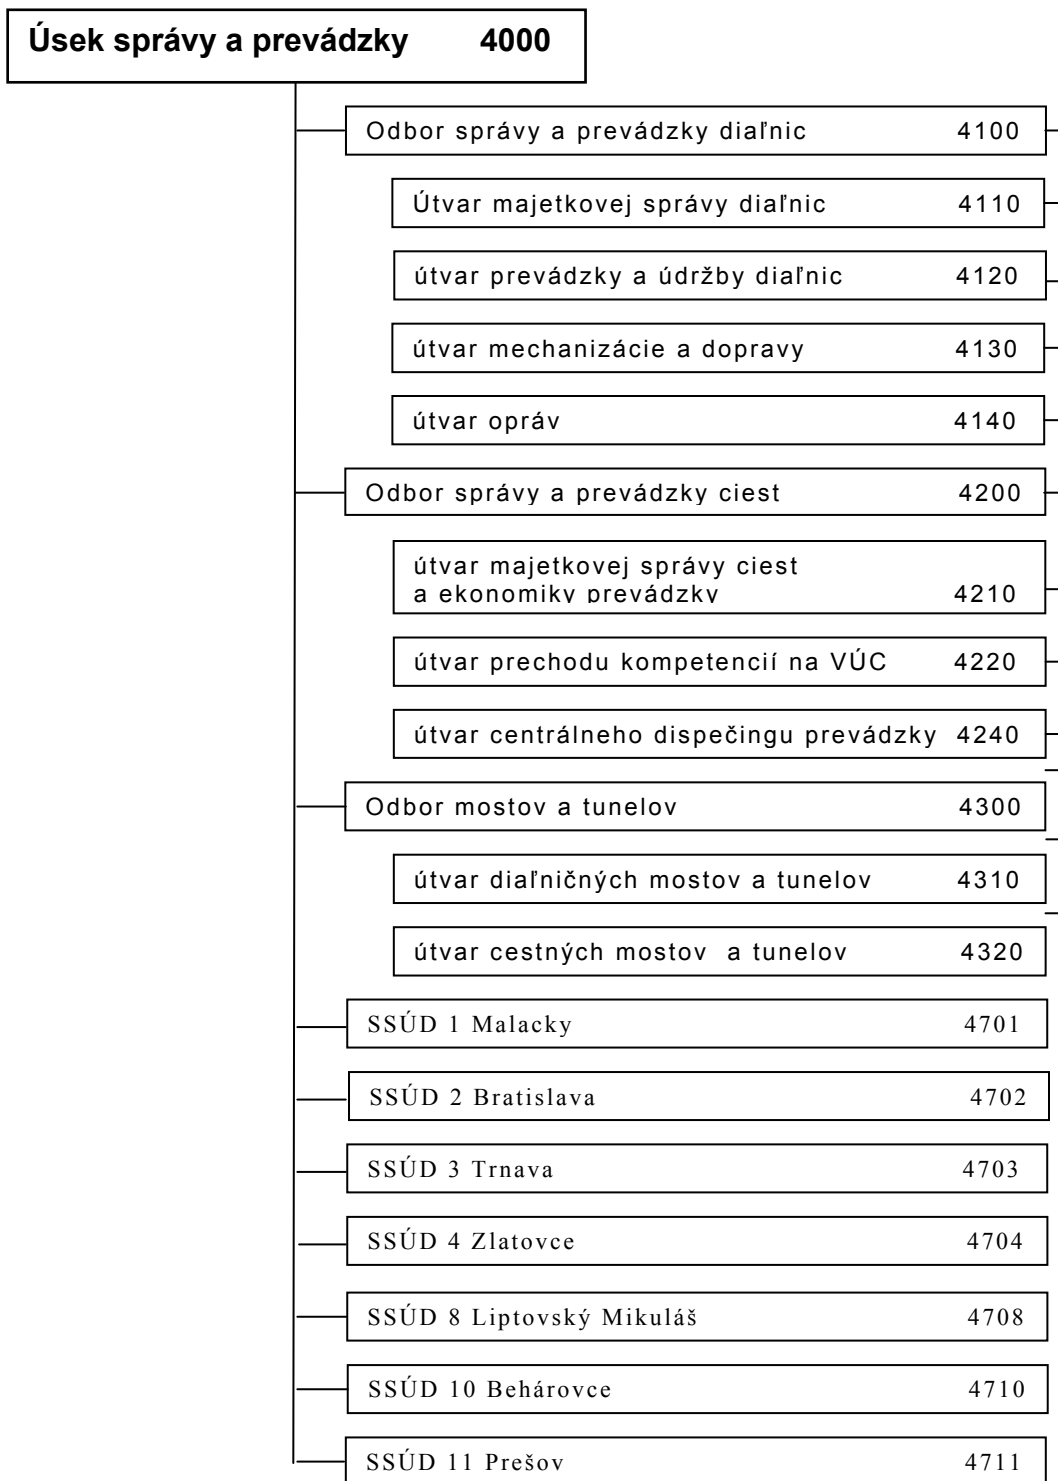 Úsek správy a prevádzky 4000
Odbor správy a prevádzky diaľnic 4100
Útvar majetkovej správy diaľnic 4110
útvar prevádzky a údržby diaľnic 4120
útvar mechanizácie a dopravy 4130
útvar opráv 4140
Odbor správy a prevádzky ciest 4200
útvar majetkovej správy ciest
a ekonomiky prevádzky 4210
útvar prechodu kompetencií na VÚC 4220
útvar centrálneho dispečingu prevádzky 4240
Odbor mostov a tunelov 4300
útvar diaľničných mostov a tunelov 4310
útvar cestných mostov a tunelov 4320
SSÚD 1 Malacky 4701
SSÚD 2 Bratislava 4702
SSÚD 3 Trnava 4703
SSÚD 4 Zlatovce 4704
SSÚD 8 Liptovský Mikuláš 4708
SSÚD 10 Behárovce 4710
SSÚD 11 Prešov 4711